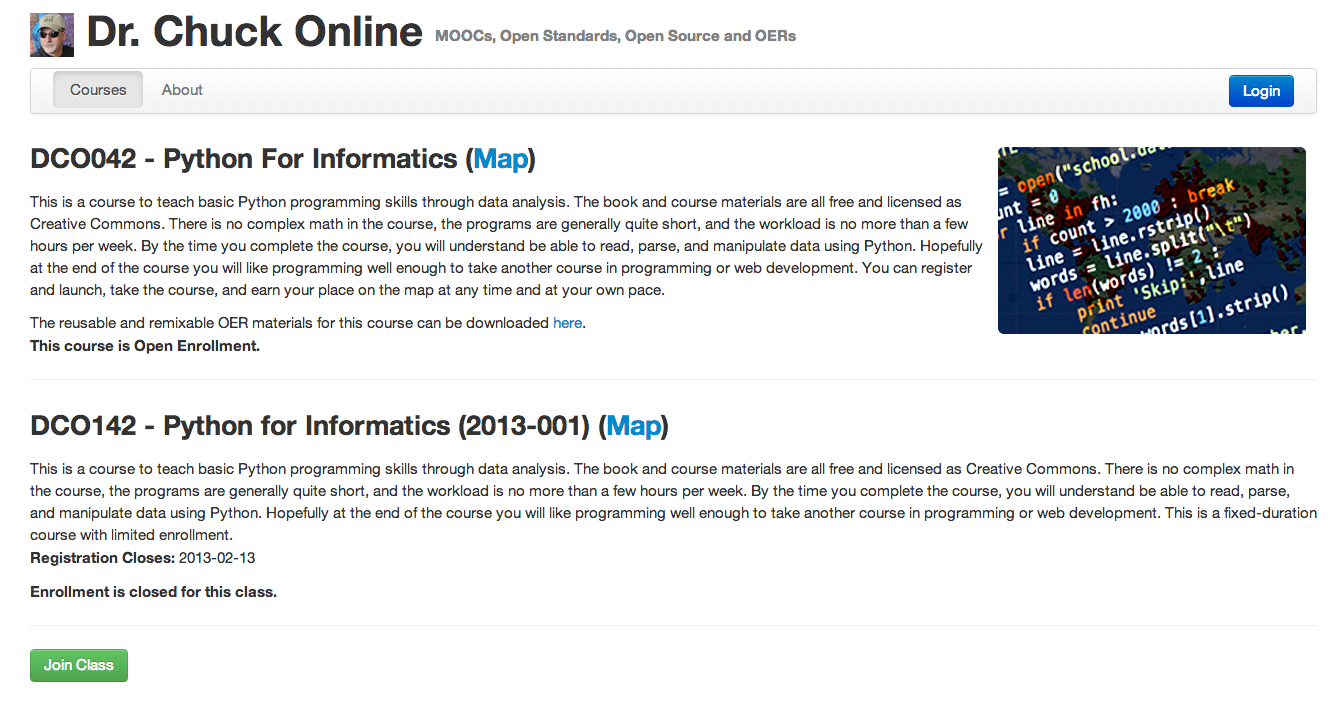 Dr. Chuck Online MOOCs, Open Standards, Open Source and OERs
Courses About Login
DCO042 - Python For Informatics (Map)
This is a course to teach basic Python programming skills through data analysis. The book and course materials are all free and licensed as
Creative Commons. There is no complex math in the course, the programs are generally quite short, and the workload is no more than a few
hours per week. By the time you complete the course, you will understand be able to read, parse, and manipulate data using Python. Hopefully
at the end of the course you will like programming well enough to take another course in programming or web development. You can register
and launch, take the course, and earn your place on the map at any time and at your own pace.
The reusable and remixable OER materials for this course can be downloaded here.
This course is Open Enrollment.
= open("school.da
unt = 0
r line in fh:
if count > 2000 : break
line = line.rstrip()
words = line.split("\t")
if len(words) != 2 :
print 'Skip:',line
continue
words[1].strip()
DCO142 - Python for Informatics (2013-001) (Map)
This is a course to teach basic Python programming skills through data analysis. The book and course materials are all free and licensed as Creative Commons. There is no complex math in
the course, the programs are generally quite short, and the workload is no more than a few hours per week. By the time you complete the course, you will understand be able to read, parse,
and manipulate data using Python. Hopefully at the end of the course you will like programming well enough to take another course in programming or web development. This is a fixed-duration
course with limited enrollment.
Registration Closes: 2013-02-13
Enrollment is closed for this class.
Join Class